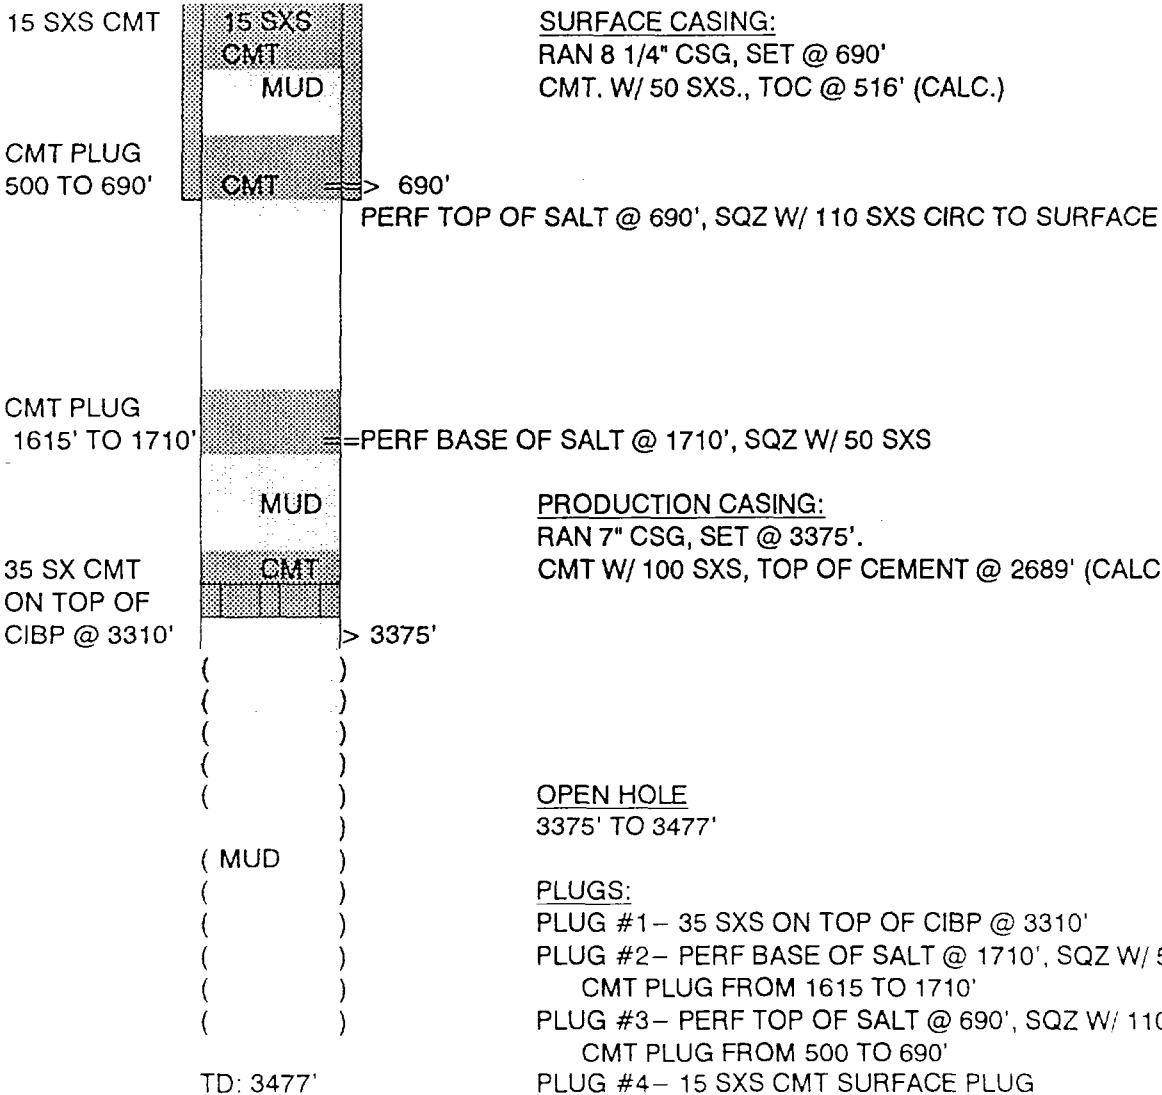 15 SXS CMT
15 SXS
CMT
MUD
SURFACE CASING:
RAN 8 1/4" CSG, SET @ 690'
CMT. W/ 50 SXS., TOC @ 516' (CALC.)
CMT PLUG
500 TO 690'
CMT ==> 690'
PERF TOP OF SALT @ 690', SQZ W/ 110 SXS CIRC TO SURFACE
CMT PLUG
1615' TO 1710'
==PERF BASE OF SALT @ 1710', SQZ W/ 50 SXS
MUD
PRODUCTION CASING:
RAN 7" CSG, SET @ 3375'.
CMT W/ 100 SXS, TOP OF CEMENT @ 2689' (CALC
35 SX CMT
ON TOP OF
CIBP @ 3310'
CMT
> 3375'
( )
( )
( )
( )
( )
)
( MUD )
( )
( )
( )
( )
( )
OPEN HOLE
3375' TO 3477'
PLUGS:
PLUG #1– 35 SXS ON TOP OF CIBP @ 3310'
PLUG #2– PERF BASE OF SALT @ 1710', SQZ W/ 5
CMT PLUG FROM 1615 TO 1710'
PLUG #3– PERF TOP OF SALT @ 690', SQZ W/ 110
CMT PLUG FROM 500 TO 690'
PLUG #4– 15 SXS CMT SURFACE PLUG
TD: 3477'